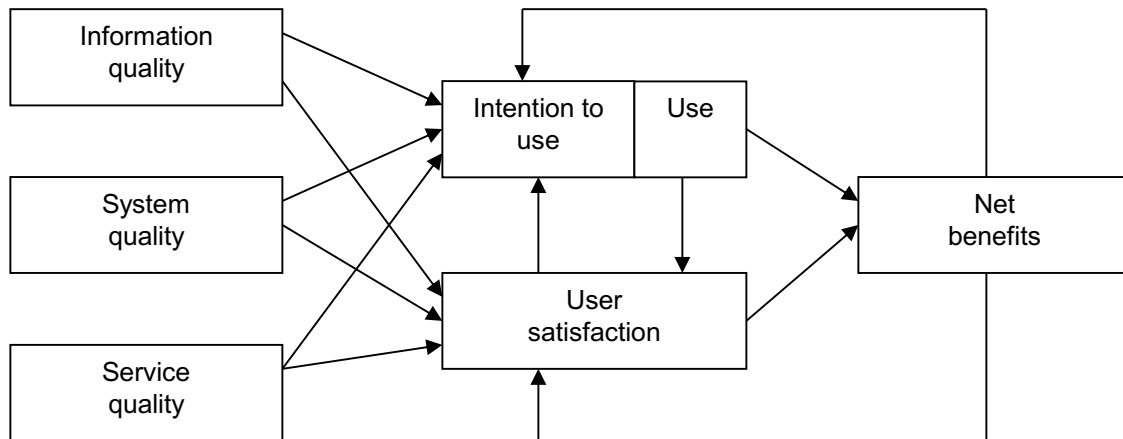 Information
quality
Intention to
use
Use
System
quality
Net
benefits
User
satisfaction
Service
quality